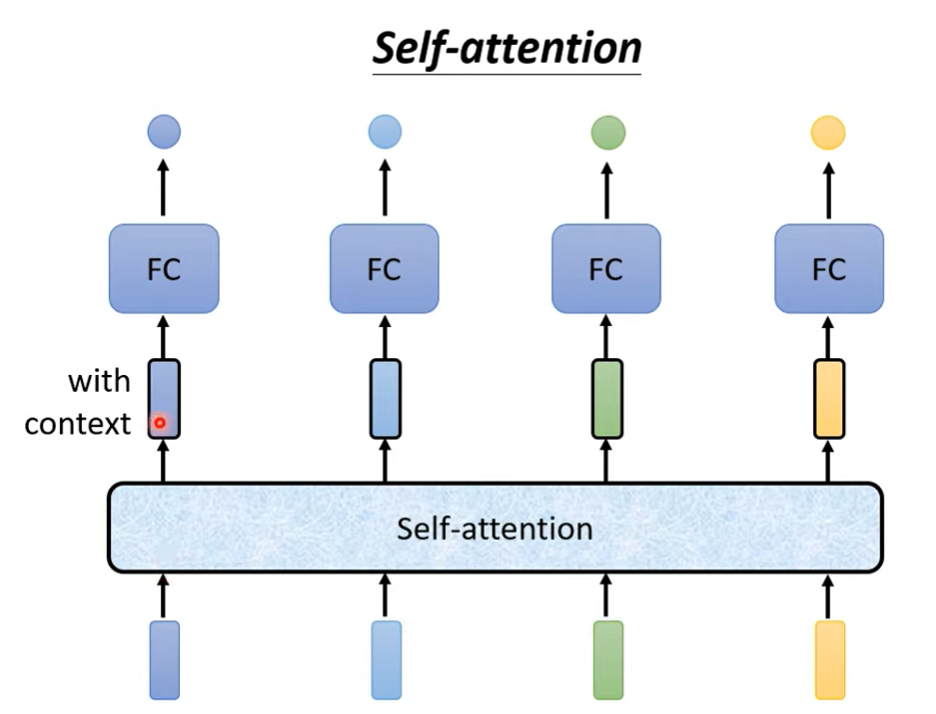 Self-attention
FC FC FC FC
with
context
Self-attention